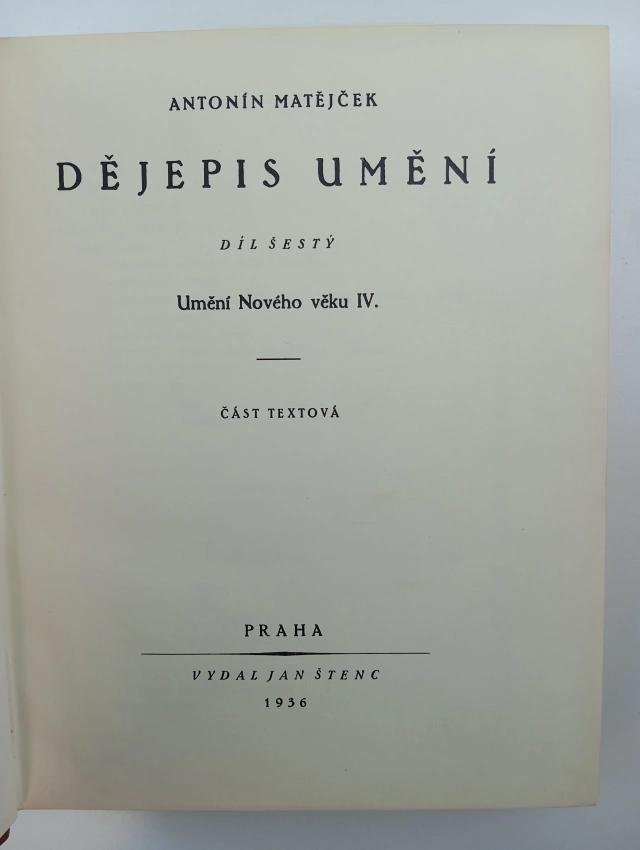 ANTONÍN MATĚJČEK
DĚJEPIS UMĚNÍ
DÍL ŠESTÝ
Umění Nového věku IV.
ČÁST TEXTOVÁ
PRAHA
VYDAL JAN ŠTENC
1936